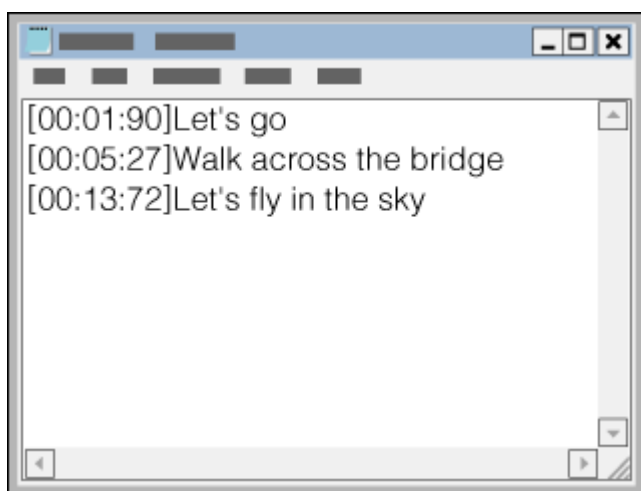 [00:01:90]Let's go
[00:05:27]Walk across the bridge
[00:13:72]Let's fly in the sky